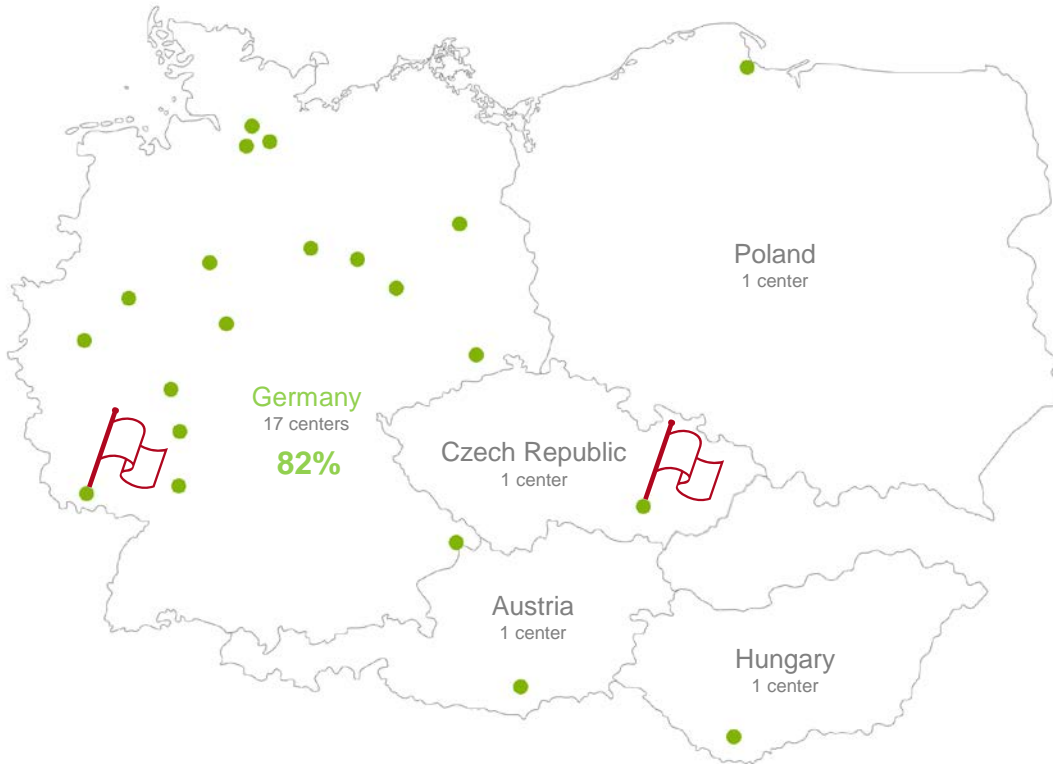 Poland
1 center
Germany
17 centers
82%
Czech Republic
1 center
Austria
1 center
Hungary
1 center